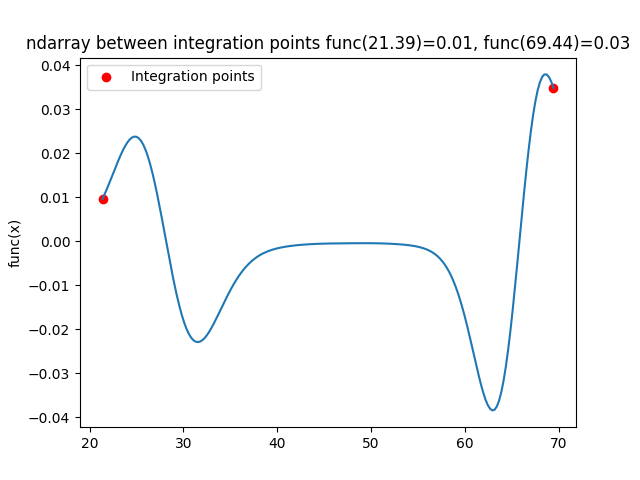 ndarray between integration points func(21.39)=0.01, func(69.44)=0.03
Integration points
func(x)
0.04
0.03
0.02
0.01
0.00
−0.01
−0.02
−0.03
−0.04
20 30 40 50 60 70